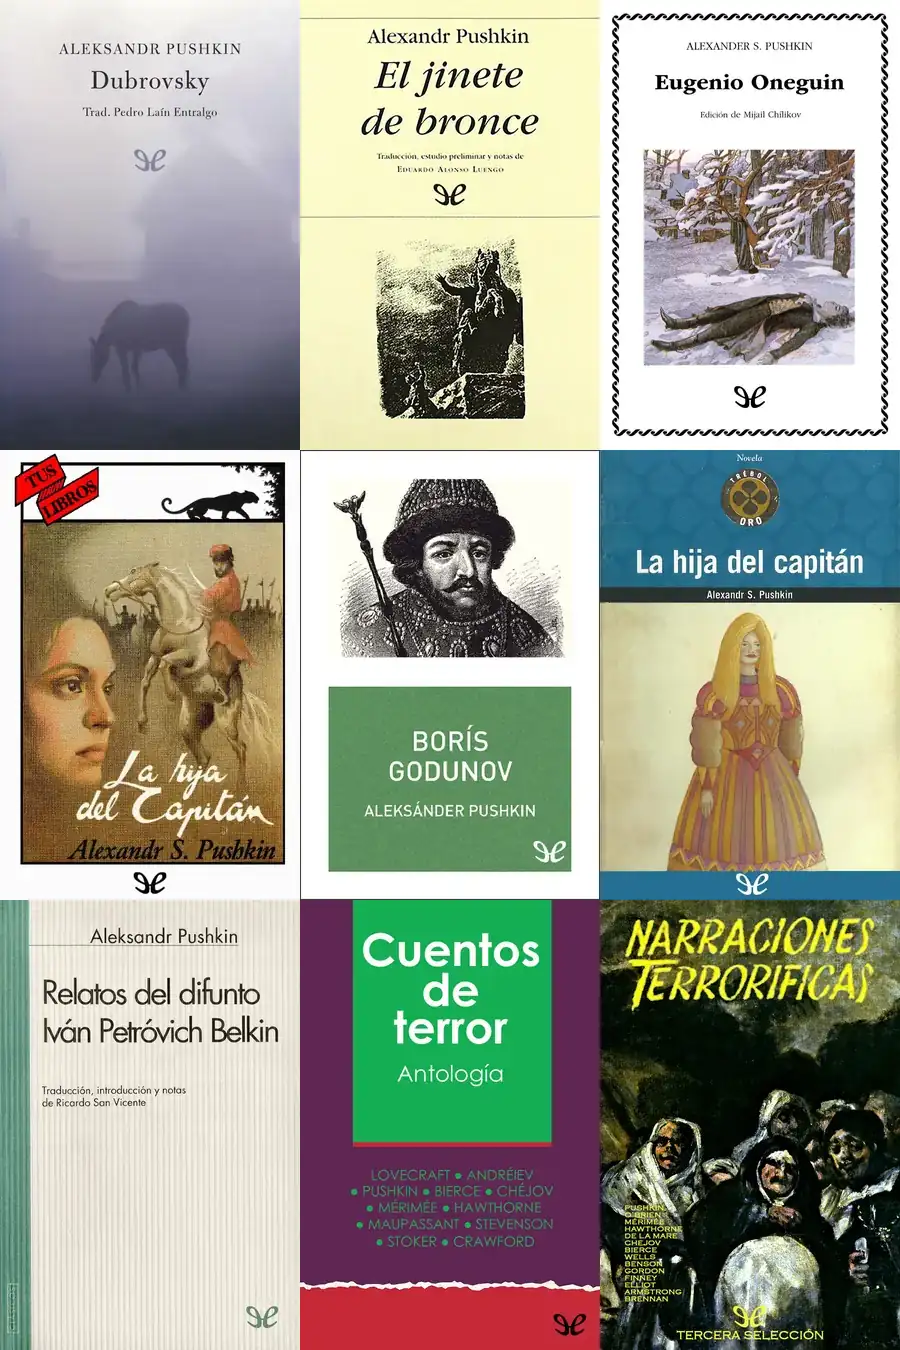 ALEKSANDR PUSHKIN
Dubrovsky
Trad. Pedro Laín Entralgo
Alexandr Pushkin
El jinete
de bronce
Traducción, estudio preliminar y notas de
EDUARDO ALONSO LUENGO
ALEXANDER S. PUSHKIN
Eugenio Oneguin
Edición de Mijail Chílikov
TUS
LIBROS
La hija
del Capitán
Alexandr S. Pushkin
BORÍS
GODUNOV
ALEKSÁNDER PUSHKIN
Novela
TRÉBOL
ORO
La hija del capitán
Alexandr S. Pushkin
Aleksandr Pushkin
Relatos del difunto
Iván Petróvich Belkin
Traducción, introducción y notas
de Ricardo San Vicente
Cuentos
de
terror
Antología
LOVECRAFT • ANDRÉIEV
• PUSHKIN • BIERCE • CHÉJOV
• MÉRIMÉE • HAWTHORNE
• MAUPASSANT • STEVENSON
• STOKER • CRAWFORD
NARRACIONES
TERRORIFICAS
PUSHKIN
O'BRIEN
MÉRIMÉE
HAWTHORNE
DE LA MARE
CHEJOV
BIERCE
WELLS
BENSON
GORDON
FINNEY
ELLIOT
ARMSTRONG
BRENNAN
TERCERA SELECCIÓN